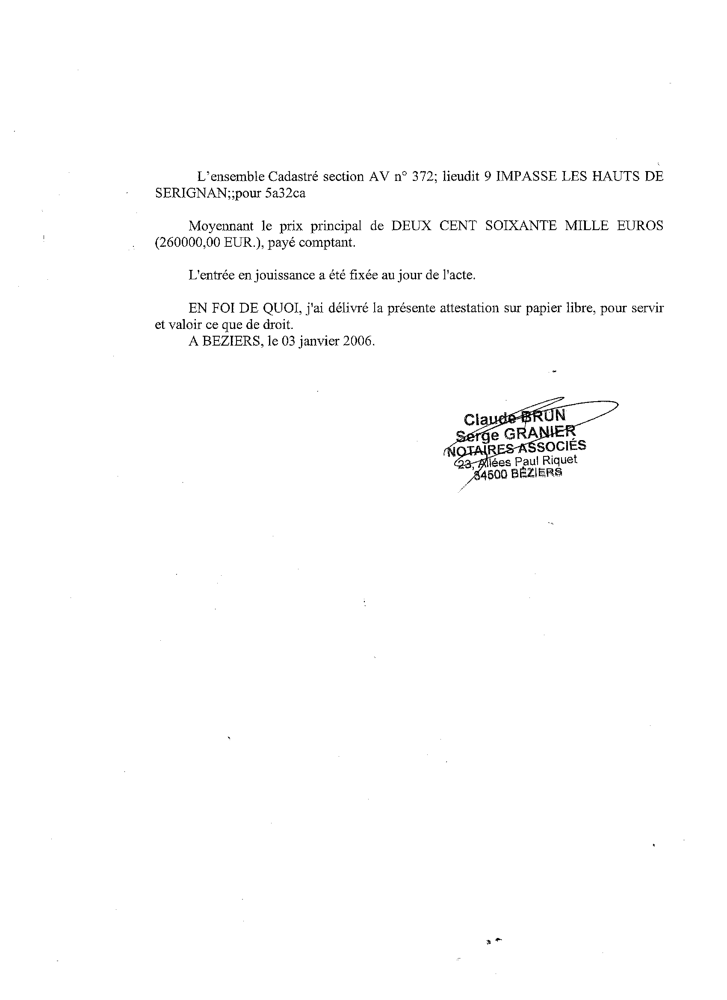 L'ensemble Cadastré section AV n° 372; lieudit 9 IMPASSE LES HAUTS DE
SERIGNAN;;pour 5a32ca
Moyennant le prix principal de DEUX CENT SOIXANTE MILLE EUROS
(260000,00 EUR.), payé comptant.
L'entrée en jouissance a été fixée au jour de l'acte.
EN FOI DE QUOI, j'ai délivré la présente attestation sur papier libre, pour servir
et valoir ce que de droit.
A BEZIERS, le 03 janvier 2006.
Claude BRUN
Serge GRANIER
NOTAIRES ASSOCIÉS
23, Allées Paul Riquet
34500 BÉZIERS